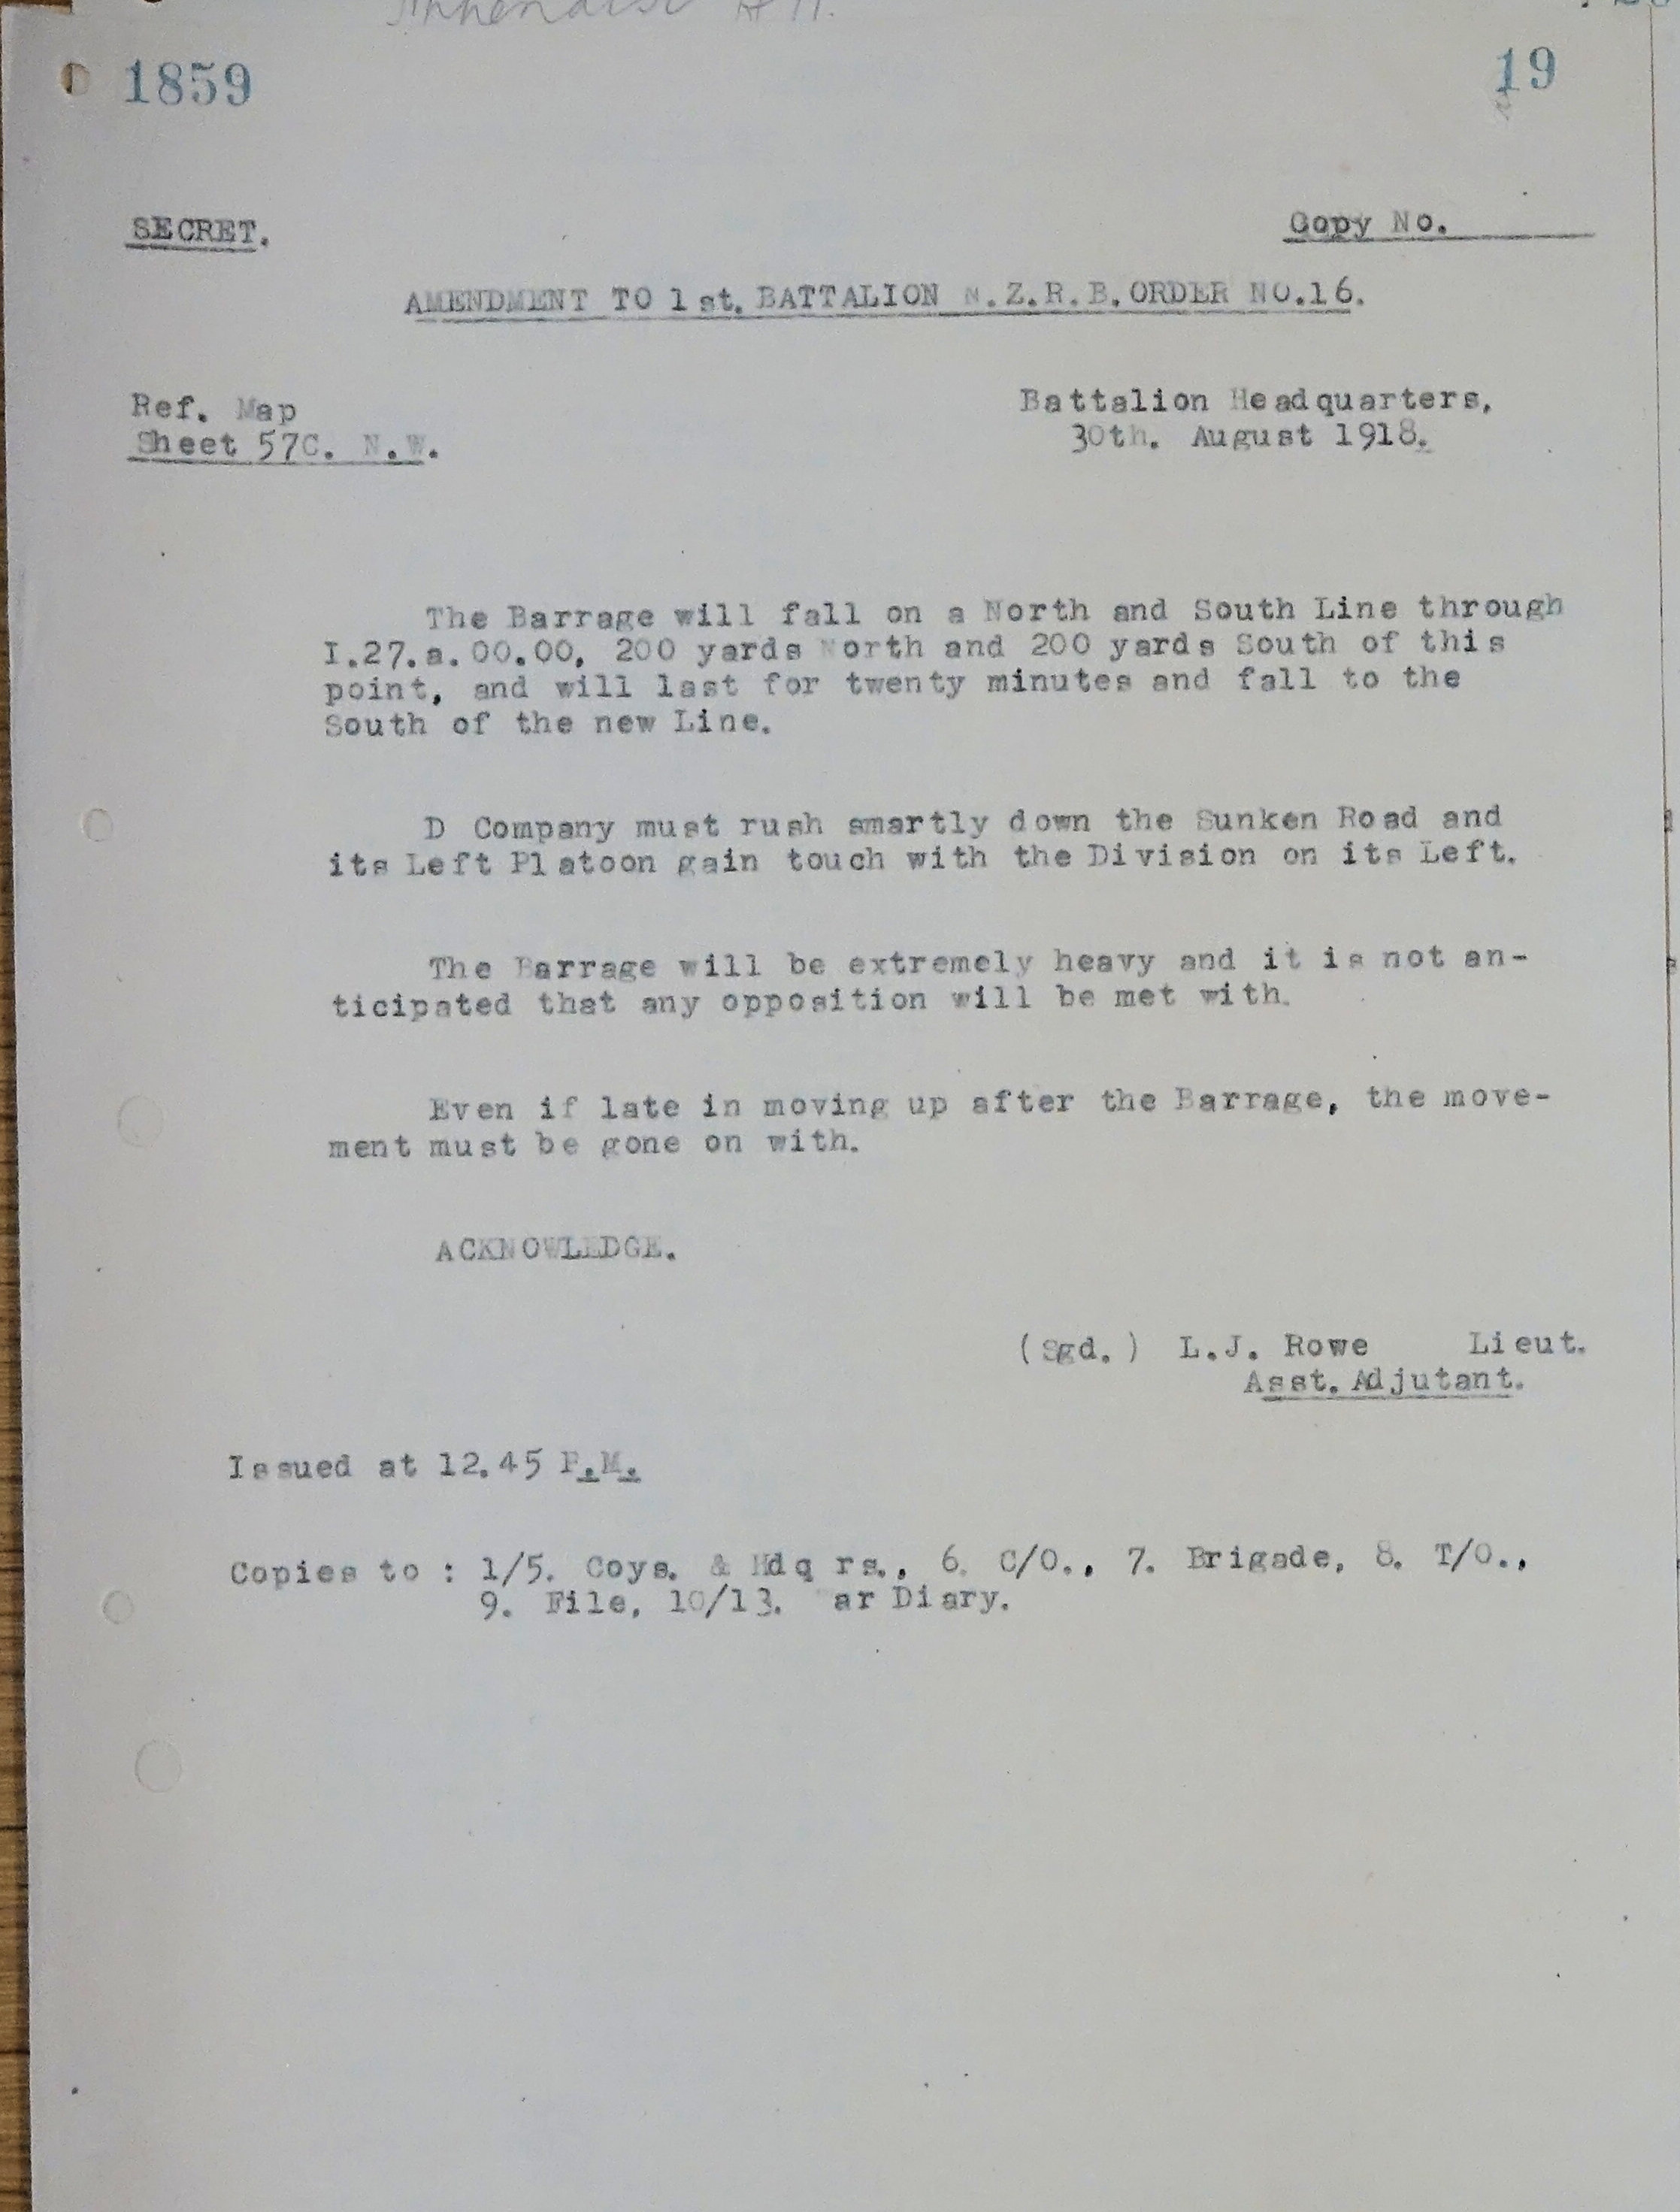 1859
19
SECRET.
Copy No.
AMENDMENT TO 1st. BATTALION N.Z.R.B. ORDER NO.16.
Ref. Map
Sheet 57C. N.W.
Battalion Headquarters,
30th. August 1918.
The Barrage will fall on a North and South Line through
I.27.a.00.00, 200 yards North and 200 yards South of this
point, and will last for twenty minutes and fall to the
South of the new Line.
D Company must rush smartly down the Sunken Road and
its Left Platoon gain touch with the Division on its Left.
The Barrage will be extremely heavy and it is not an-
ticipated that any opposition will be met with.
Even if late in moving up after the Barrage, the move-
ment must be gone on with.
ACKNOWLEDGE.
(Sgd.) L.J. Rowe Lieut.
Asst. Adjutant.
Issued at 12.45 P.M.
Copies to : 1/5. Coys. & Hdqrs., 6. C/O., 7. Brigade, 8. T/O.,
9. File, 10/13. ar Diary.